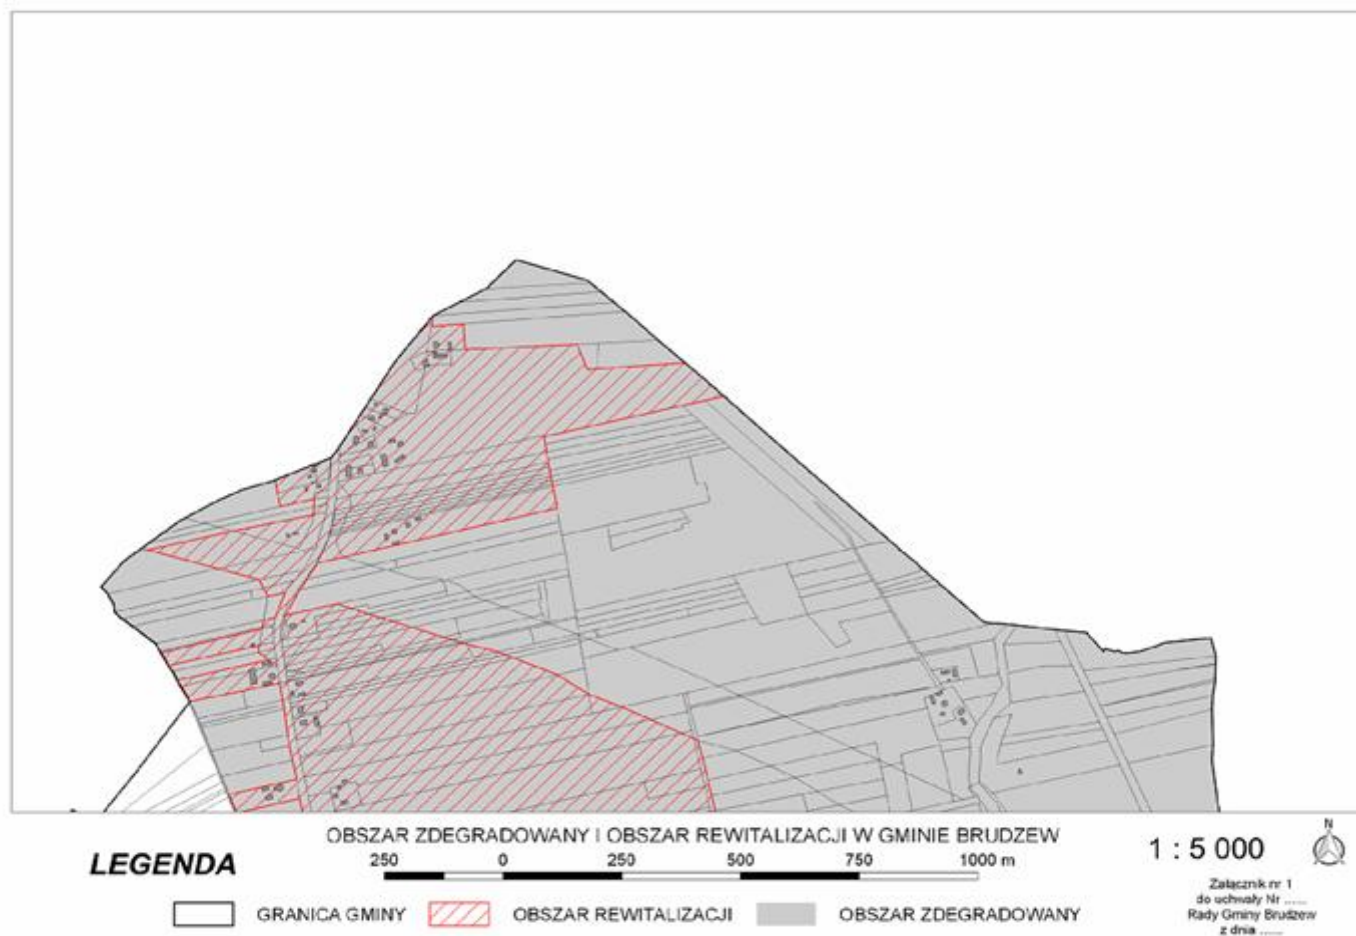 OBSZAR ZDEGRADOWANY I OBSZAR REWITALIZACJI W GMINIE BRUDZEW
LEGENDA
250 0 250 500 750 1000 m
1 : 5 000
N
GRANICA GMINY
OBSZAR REWITALIZACJI
OBSZAR ZDEGRADOWANY
Załącznik nr 1
do uchwały Nr ......
Rady Gminy Brudzew
z dnia ......